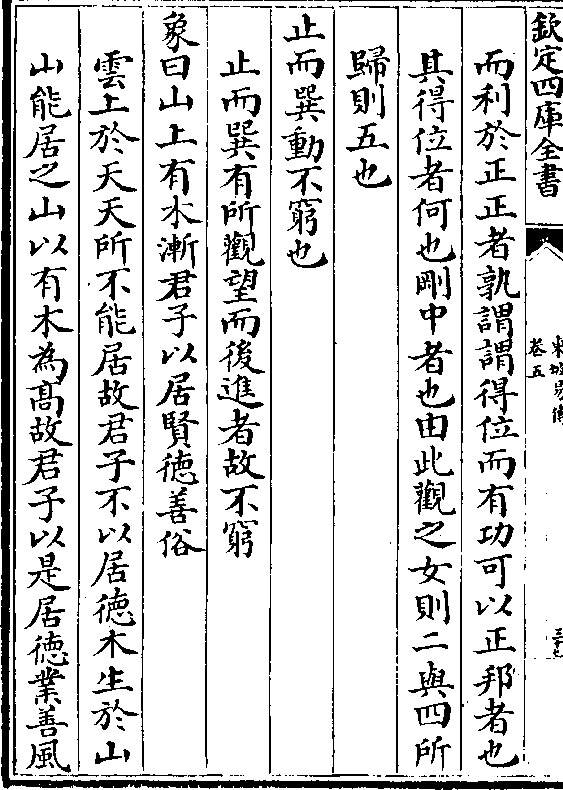 欽定四庫全書
東坡易傳
卷五
三十七
而利於正正者孰謂謂得位而有功可以正邦者也
其得位者何也剛中者也由此觀之女則二與四所
歸則五也
止而巽動不窮也
止而巽有所觀望而後進者故不窮
象曰山上有木漸君子以居賢徳善俗
雲上於天天所不能居故君子不以居徳木生於山
山能居之山以有木為髙故君子以是居徳業善風